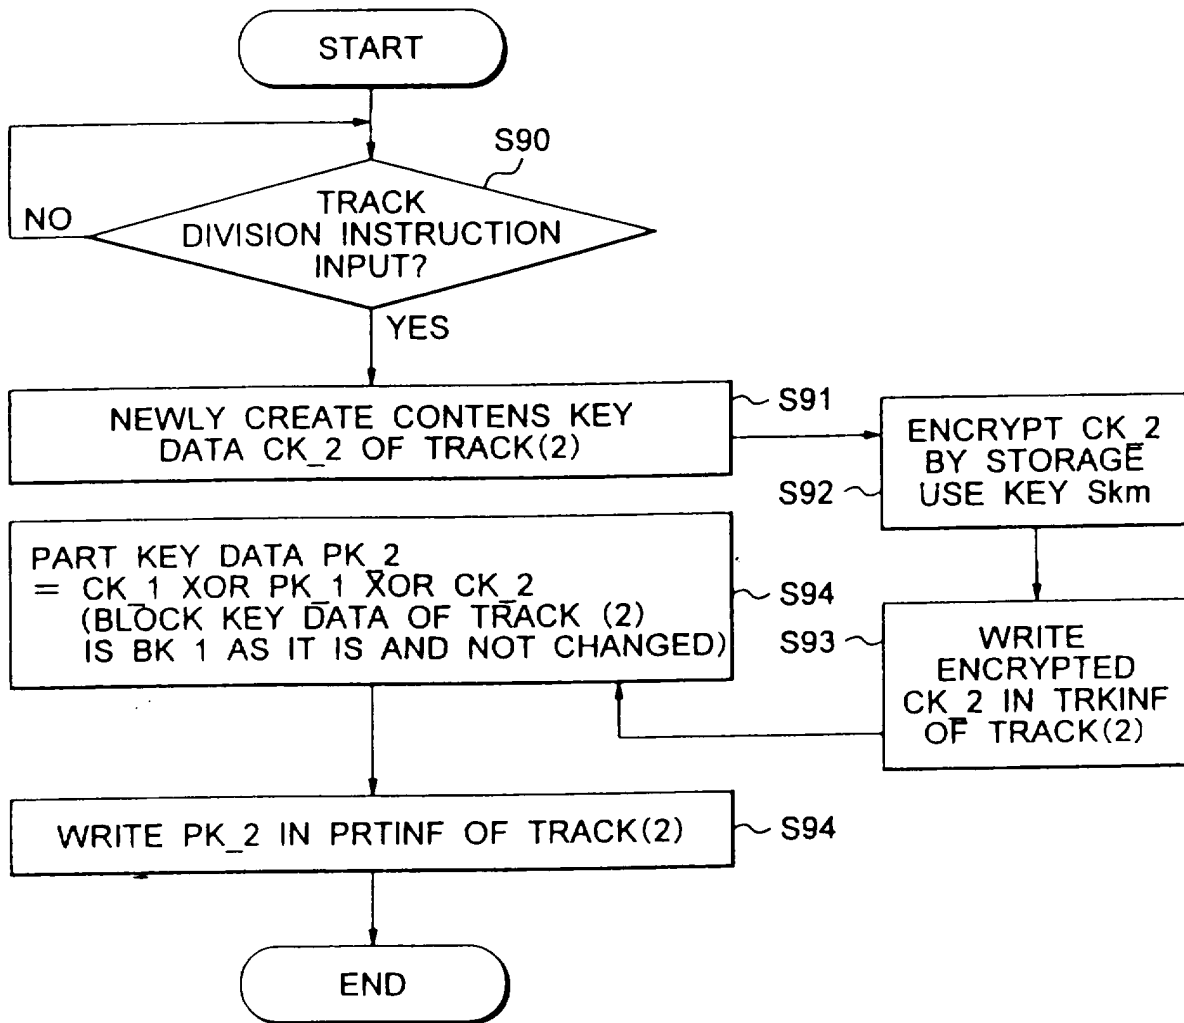 START
S90
TRACK
DIVISION INSTRUCTION
INPUT?
NO
YES
NEWLY CREATE CONTENS KEY
DATA CK_2 OF TRACK(2)
S91
ENCRYPT CK_2
BY STORAGE
USE KEY Skm
S92
WRITE
ENCRYPTED
CK_2 IN TRKINF
OF TRACK(2)
S93
PART KEY DATA PK_2
= CK_1 XOR PK_1 XOR CK_2
(BLOCK KEY DATA OF TRACK (2)
IS BK 1 AS IT IS AND NOT CHANGED)
S94
WRITE PK_2 IN PRTINF OF TRACK(2)
S94
END